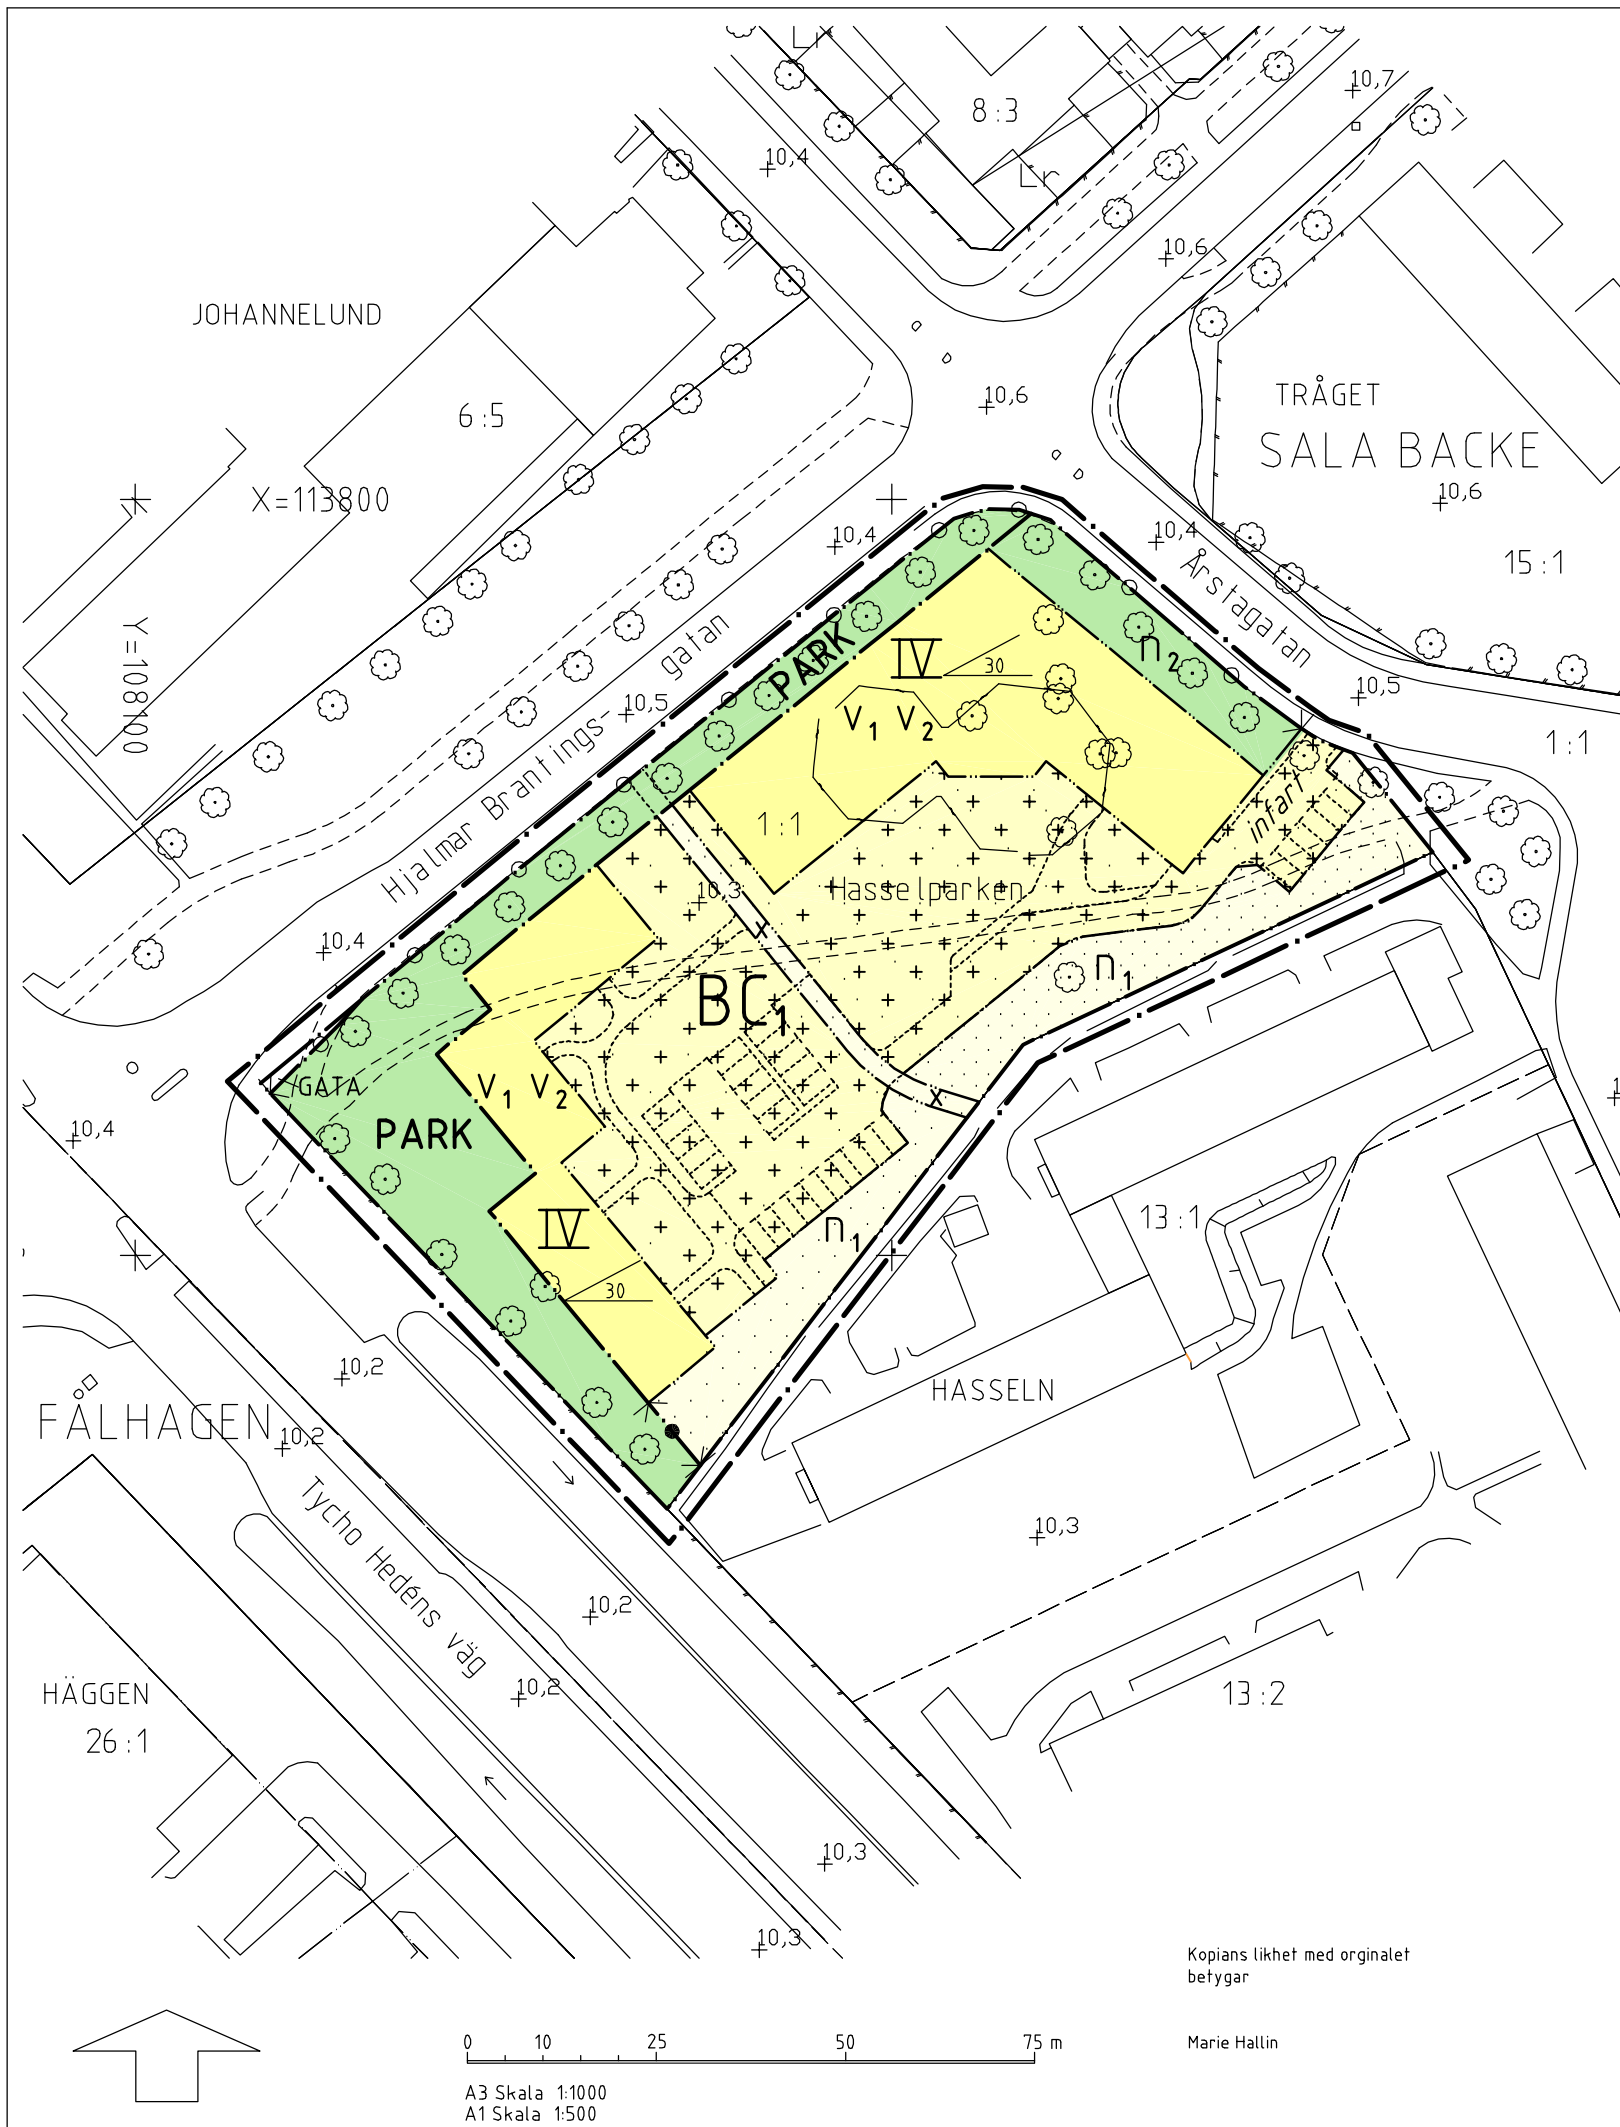 Lr
10,7
8:3
10,4
Lr
10,6
JOHANNELUND
10,6
TRÅGET
6:5
SALA BACKE
X=113800
10,6
10,4
10,4
15:1
Årstagatan
Y=108100
gatan
PARK
IV
30
n2
10,5
10,5
V1 V2
1:1
Hjalmar Brantings-
1:1
infart
10,3
Hasselparken
10,4
x
n1
BC1
GATA
V1 V2
x
10,4
PARK
13:1
IV
n1
30
10,2
HASSELN
FÅLHAGEN
10,2
Tycho Hedéns väg
10,3
10,2
HÄGGEN
10,2
13:2
26:1
10,3
10,3
Kopians likhet med orginalet
betygar
0 10 25 50 75 m
Marie Hallin
A3 Skala 1:1000
A1 Skala 1:500